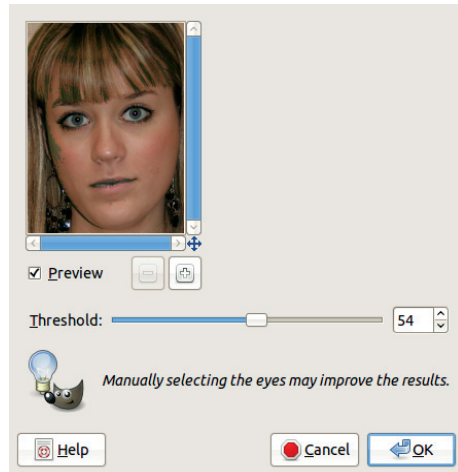 Preview
Threshold: 54
Manually selecting the eyes may improve the results.
Help Cancel OK